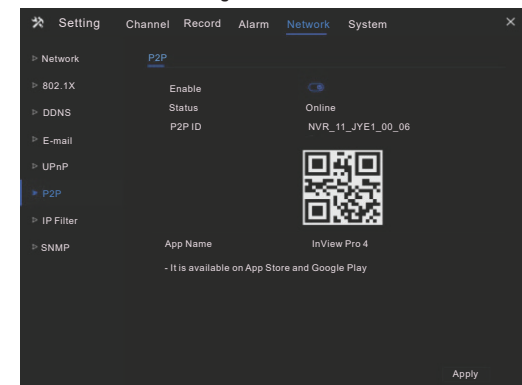 Setting
Channel Record Alarm Network System
Network
802.1X
DDNS
E-mail
UPnP
P2P
IP Filter
SNMP
P2P
Enable
Status Online
P2P ID NVR_11_JYE1_00_06
App Name InView Pro 4
- It is available on App Store and Google Play
Apply